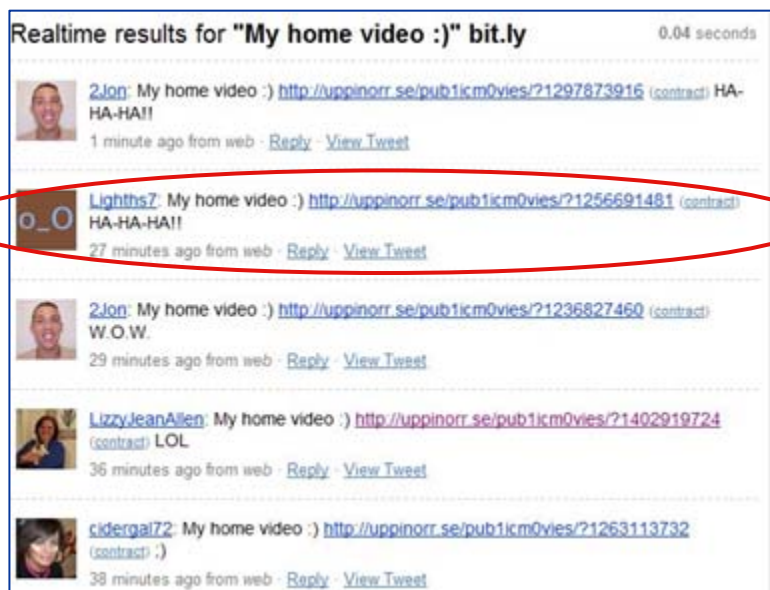 Realtime results for "My home video :)" bit.ly 0.04 seconds
2Jon: My home video :) http://uppinorr.se/pub1icm0vies/?1297873916 (contract) HA-
HA-HA!!
1 minute ago from web · Reply · View Tweet
o_O
Lighths7: My home video :) http://uppinorr.se/pub1icm0vies/?1256691481 (contract)
HA-HA-HA!!
27 minutes ago from web · Reply · View Tweet
2Jon: My home video :) http://uppinorr.se/pub1icm0vies/?1236827460 (contract)
W.O.W.
29 minutes ago from web · Reply · View Tweet
LizzyJeanAllen: My home video :) http://uppinorr.se/pub1icm0vies/?1402919724
(contract) LOL
36 minutes ago from web · Reply · View Tweet
cidergal72: My home video :) http://uppinorr.se/pub1icm0vies/?1263113732
(contract) ;)
38 minutes ago from web · Reply · View Tweet